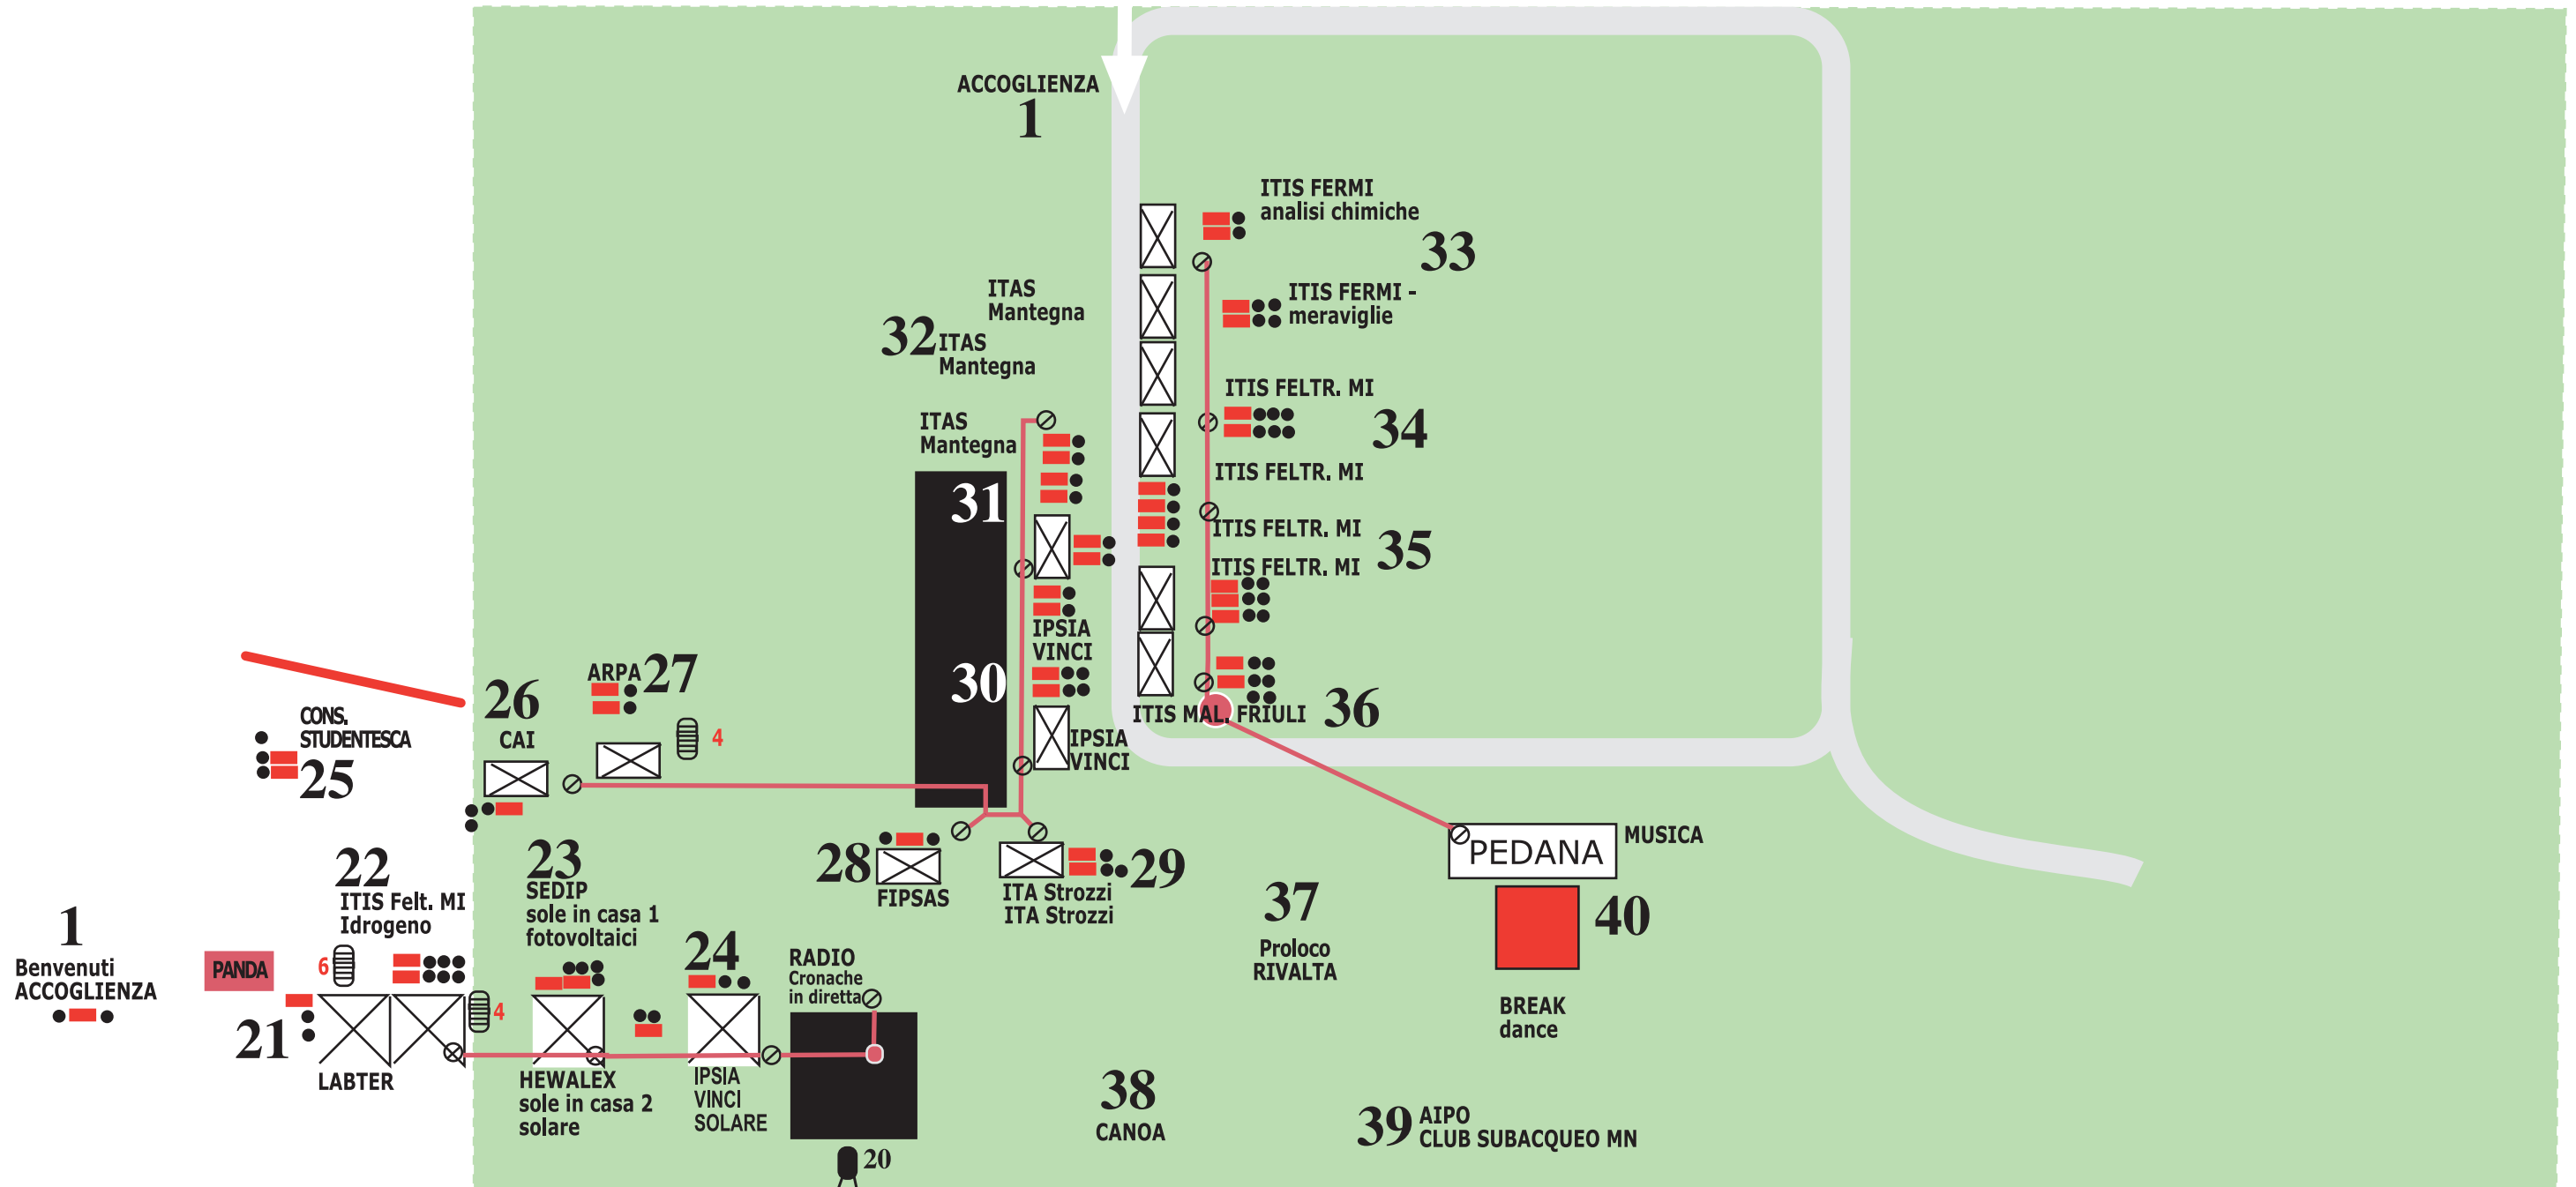 ACCOGLIENZA
1
ITIS FERMI
analisi chimiche
33
ITIS FERMI -
meraviglie
ITAS
Mantegna
32
ITAS
Mantegna
ITIS FELTR. MI
34
ITAS
Mantegna
ITIS FELTR. MI
31
ITIS FELTR. MI
35
ITIS FELTR. MI
IPSIA
VINCI
30
ITIS MAL. FRIULI
36
IPSIA
VINCI
ARPA
27
4
26
CAI
CONS.
STUDENTESCA
25
28
FIPSAS
29
ITA Strozzi
ITA Strozzi
PEDANA
MUSICA
40
BREAK
dance
37
Proloco
RIVALTA
22
ITIS Felt. MI
Idrogeno
23
SEDIP
sole in casa 1
fotovoltaici
24
RADIO
Cronache
in diretta
1
Benvenuti
ACCOGLIENZA
PANDA
6
4
21
LABTER
HEWALEX
sole in casa 2
solare
IPSIA
VINCI
SOLARE
38
CANOA
39
AIPO
CLUB SUBACQUEO MN
20